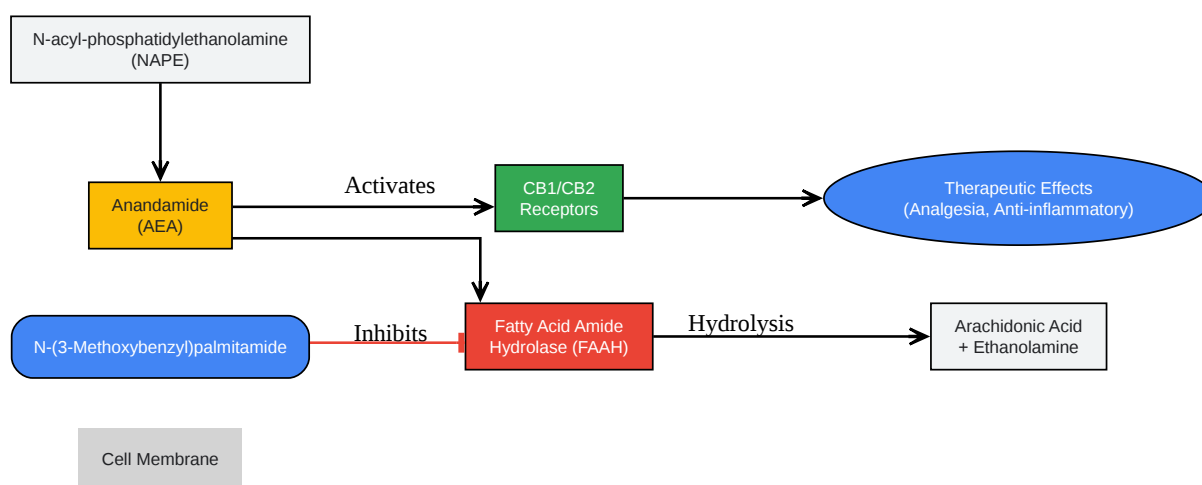 N-acyl-phosphatidylethanolamine
(NAPE)
Anandamide
(AEA)
Activates
CB1/CB2
Receptors
Therapeutic Effects
(Analgesia, Anti-inflammatory)
N-(3-Methoxybenzyl)palmitamide
Inhibits
Fatty Acid Amide
Hydrolase (FAAH)
Hydrolysis
Arachidonic Acid
+ Ethanolamine
Cell Membrane